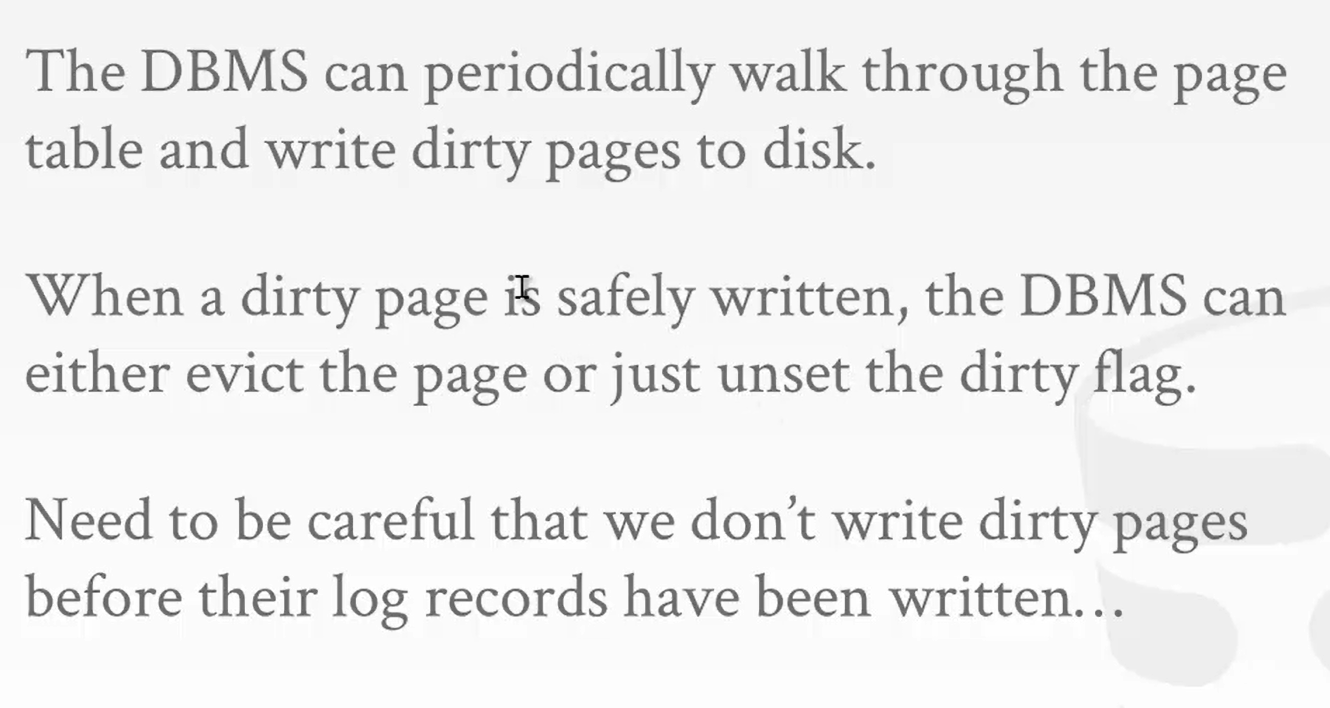 The DBMS can periodically walk through the page
table and write dirty pages to disk.
When a dirty page is safely written, the DBMS can
either evict the page or just unset the dirty flag.
Need to be careful that we don’t write dirty pages
before their log records have been written…